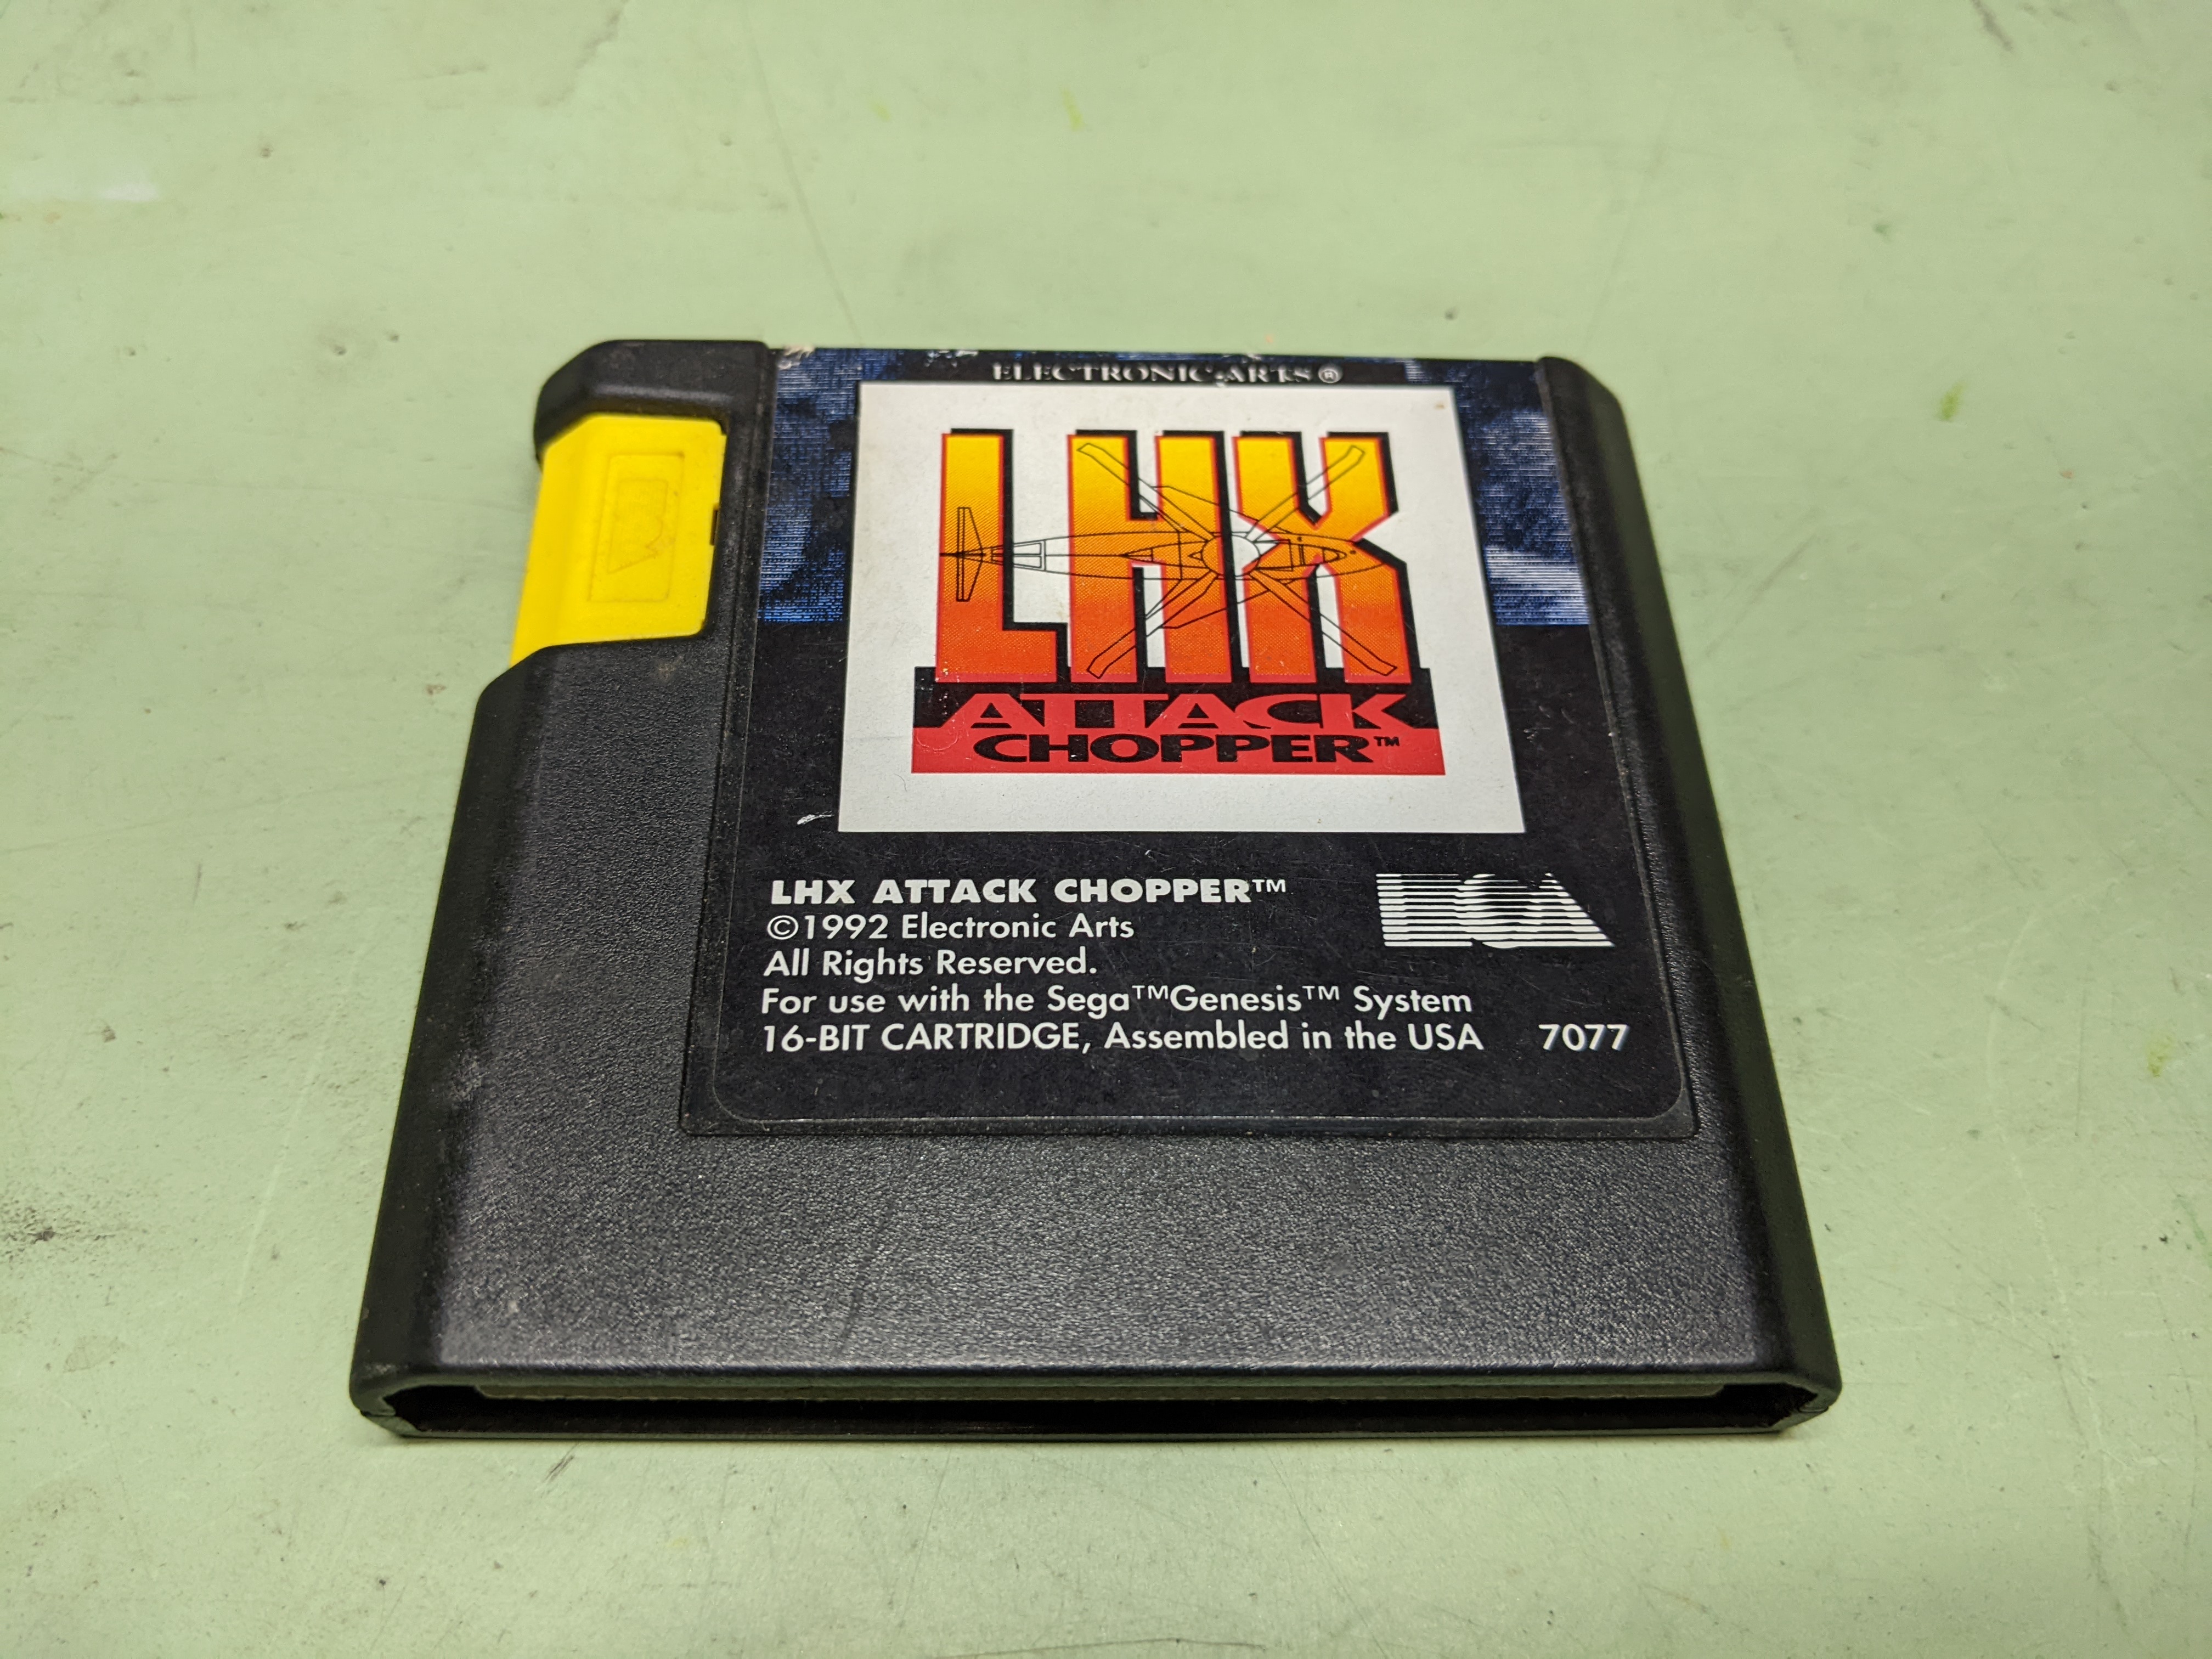 ELECTRONIC ARTS®
LHX
ATTACK
CHOPPER™
LHX ATTACK CHOPPER™
©1992 Electronic Arts
All Rights Reserved.
For use with the Sega™Genesis™ System
16-BIT CARTRIDGE, Assembled in the USA 7077
EA